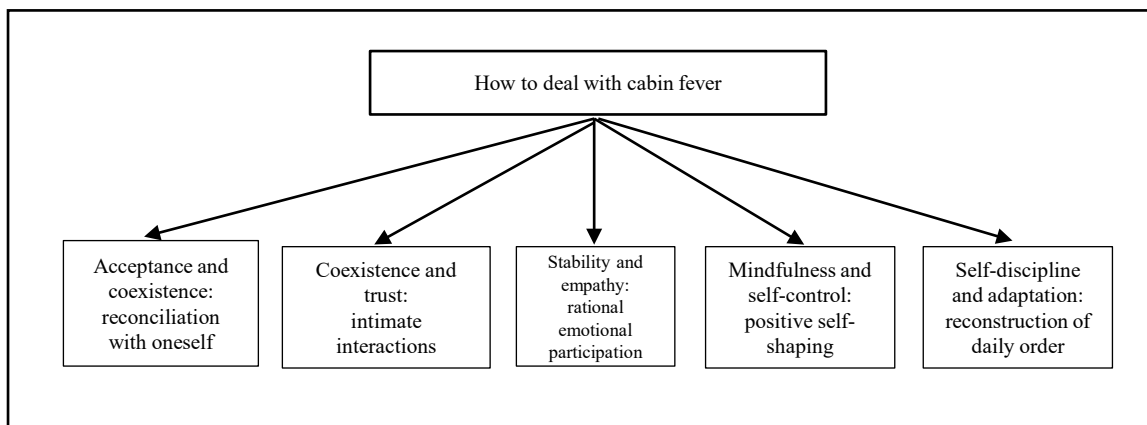 How to deal with cabin fever
Acceptance and
coexistence:
reconciliation
with oneself
Coexistence and
trust:
intimate
interactions
Stability and
empathy:
rational
emotional
participation
Mindfulness and
self-control:
positive self-
shaping
Self-discipline
and adaptation:
reconstruction of
daily order